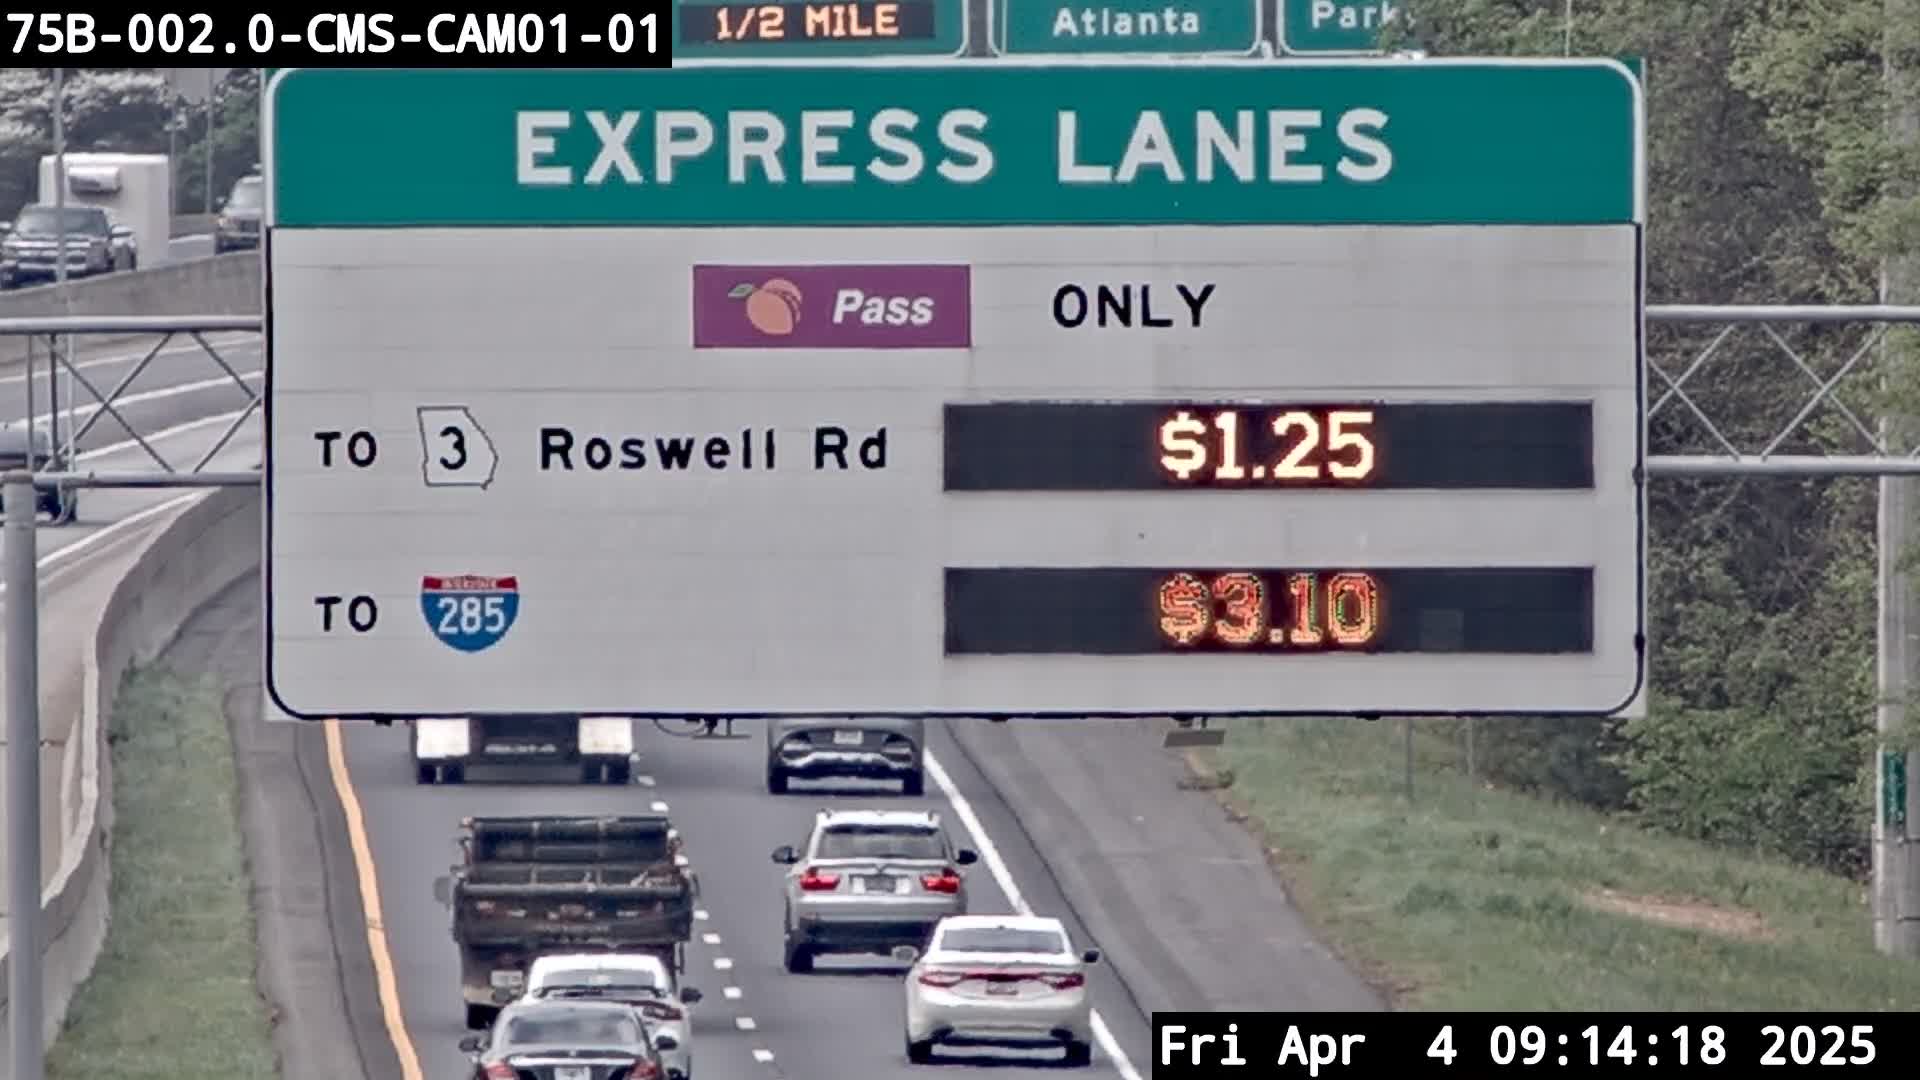 75B-002.0-CMS-CAM01-01
1/2 MILE
Atlanta
Park
EXPRESS LANES
Pass ONLY
TO 3 Roswell Rd $1.25
TO 285 $3.10
Fri Apr 4 09:14:18 2025